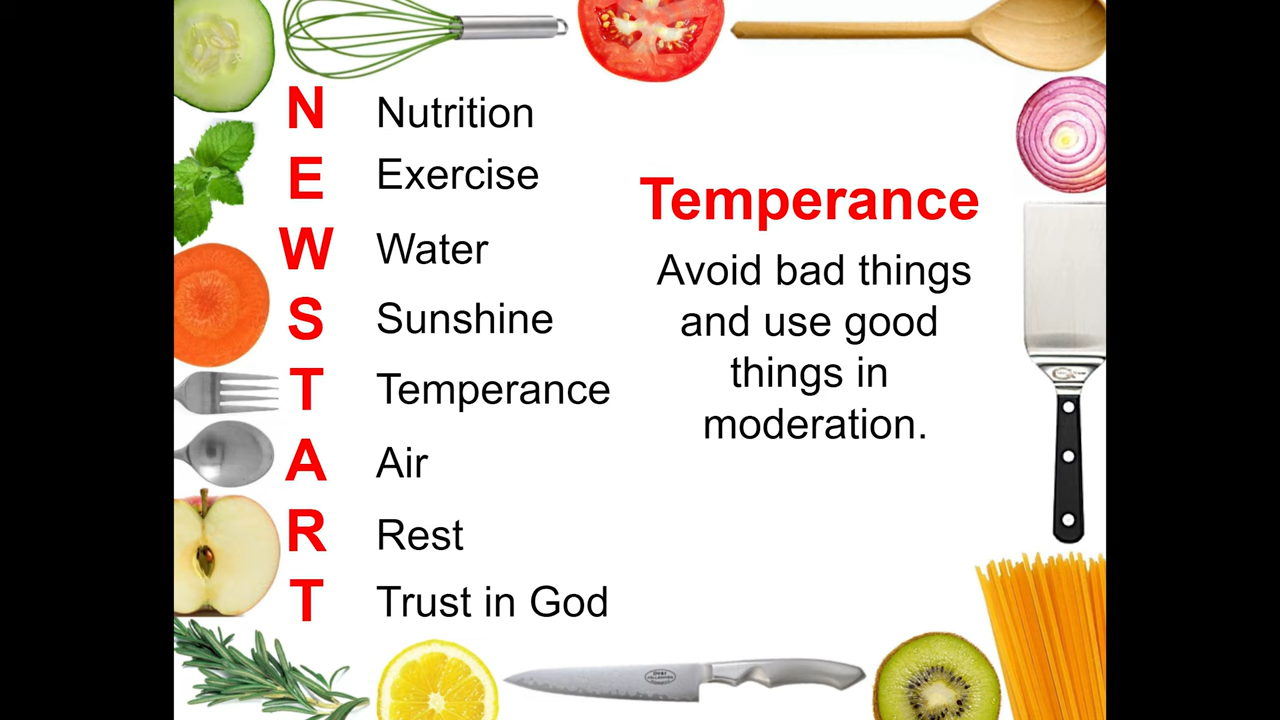 N Nutrition
E Exercise
W Water
S Sunshine
T Temperance
A Air
R Rest
T Trust in God
Temperance
Avoid bad things
and use good
things in
moderation.